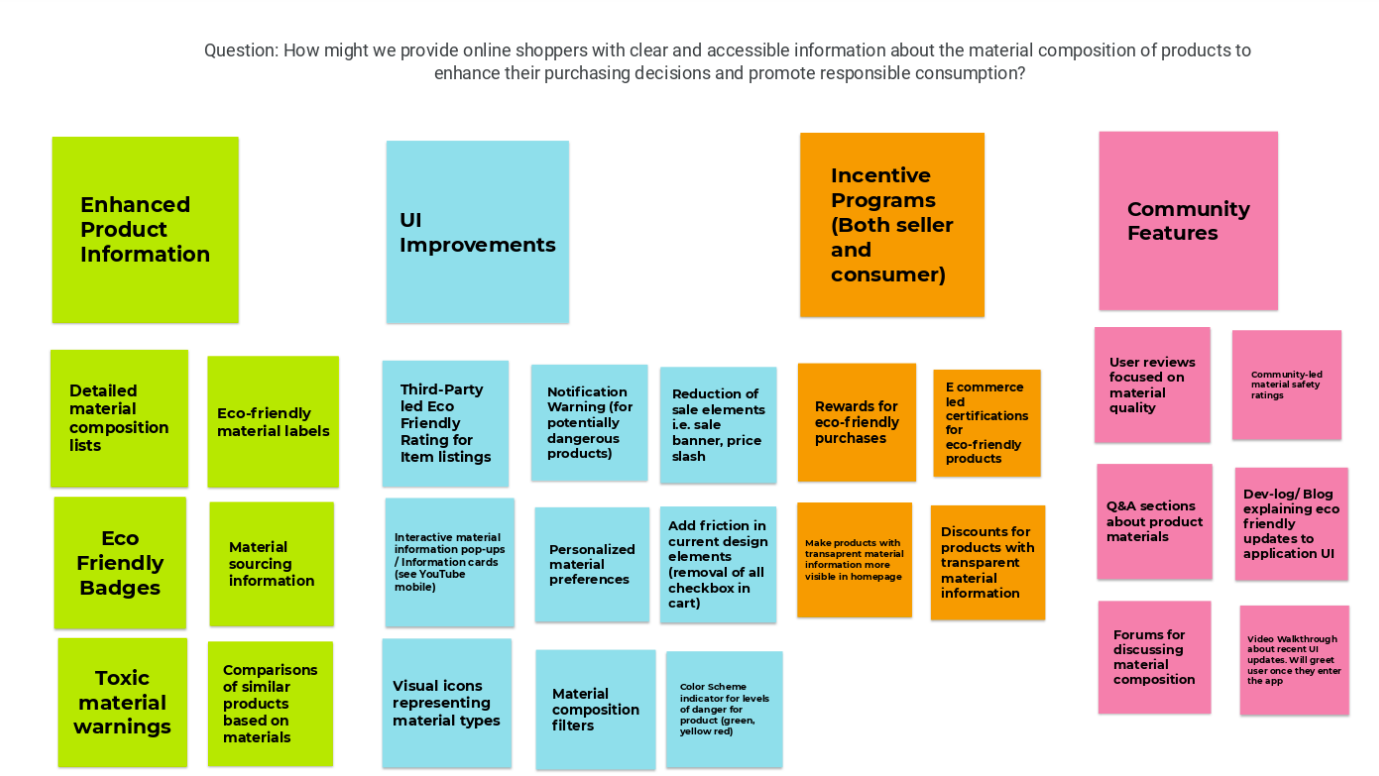 Question: How might we provide online shoppers with clear and accessible information about the material composition of products to
enhance their purchasing decisions and promote responsible consumption?
Enhanced
Product
Information
UI
Improvements
Incentive
Programs
(Both seller
and
consumer)
Community
Features
Detailed
material
composition
lists
Eco-friendly
material labels
Eco
Friendly
Badges
Material
sourcing
information
Toxic
material
warnings
Comparisons
of similar
products
based on
materials
Third-Party
led Eco
Friendly
Rating for
Item listings
Notification
Warning (for
potentially
dangerous
products)
Reduction of
sale elements
i.e. sale
banner, price
slash
Interactive material
information pop-ups
/ Information cards
(see YouTube
mobile)
Personalized
material
preferences
Add friction in
current design
elements
(removal of all
checkbox in
cart)
Visual icons
representing
material types
Material
composition
filters
Color Scheme
indicator for levels
of danger for
product (green,
yellow red)
Rewards for
eco-friendly
purchases
E commerce
led
certifications
for
eco-friendly
products
Make products with
transaprent material
information more
visible in homepage
Discounts for
products with
transparent
material
information
User reviews
focused on
material
quality
Community-led
material safety
ratings
Q&A sections
about product
materials
Dev-log/ Blog
explaining eco
friendly
updates to
application UI
Forums for
discussing
material
composition
Video Walkthrough
about recent UI
updates. Will greet
user once they enter
the app